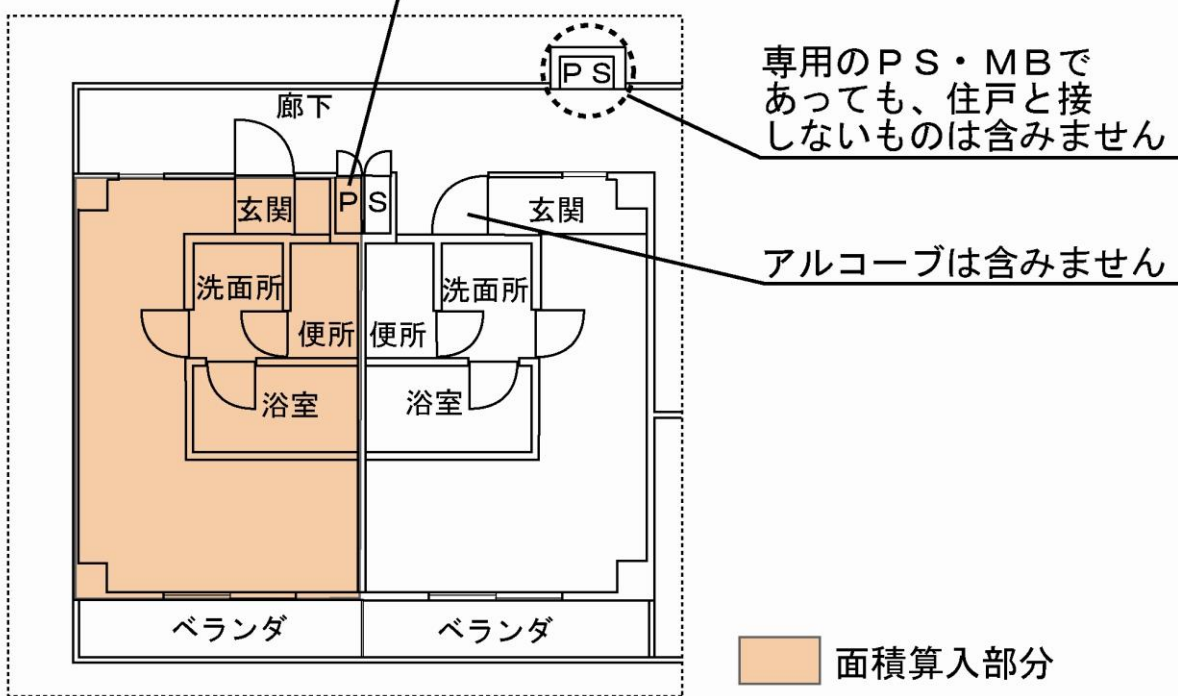 ＰＳ
専用のＰＳ・ＭＢで
あっても、住戸と接
しないものは含みません
廊下
玄関
ＰＳ
玄関
アルコーブは含みません
洗面所
洗面所
便所
便所
浴室
浴室
ベランダ
ベランダ
面積算入部分